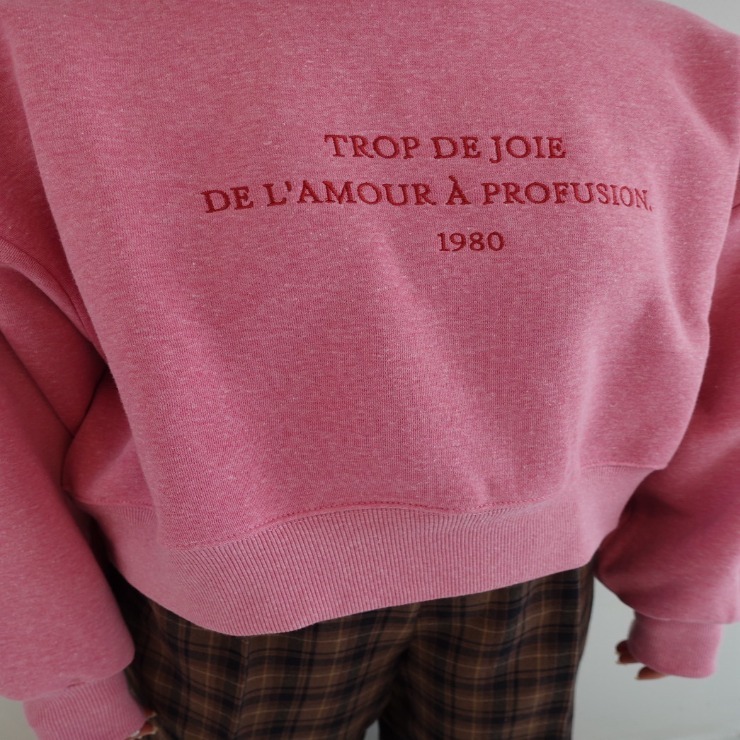 TROP DE JOIE
DE L'AMOUR À PROFUSION.
1980